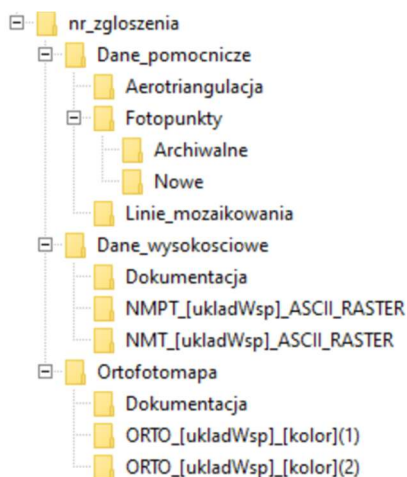 nr_zgloszenia
Dane_pomocnicze
Aerotriangulacja
Fotopunkty
Archiwalne
Nowe
Linie_mozaikowania
Dane_wysokosciowe
Dokumentacja
NMPT_[ukladWsp]_ASCII_RASTER
NMT_[ukladWsp]_ASCII_RASTER
Ortofotomapa
Dokumentacja
ORTO_[ukladWsp]_[kolor](1)
ORTO_[ukladWsp]_[kolor](2)